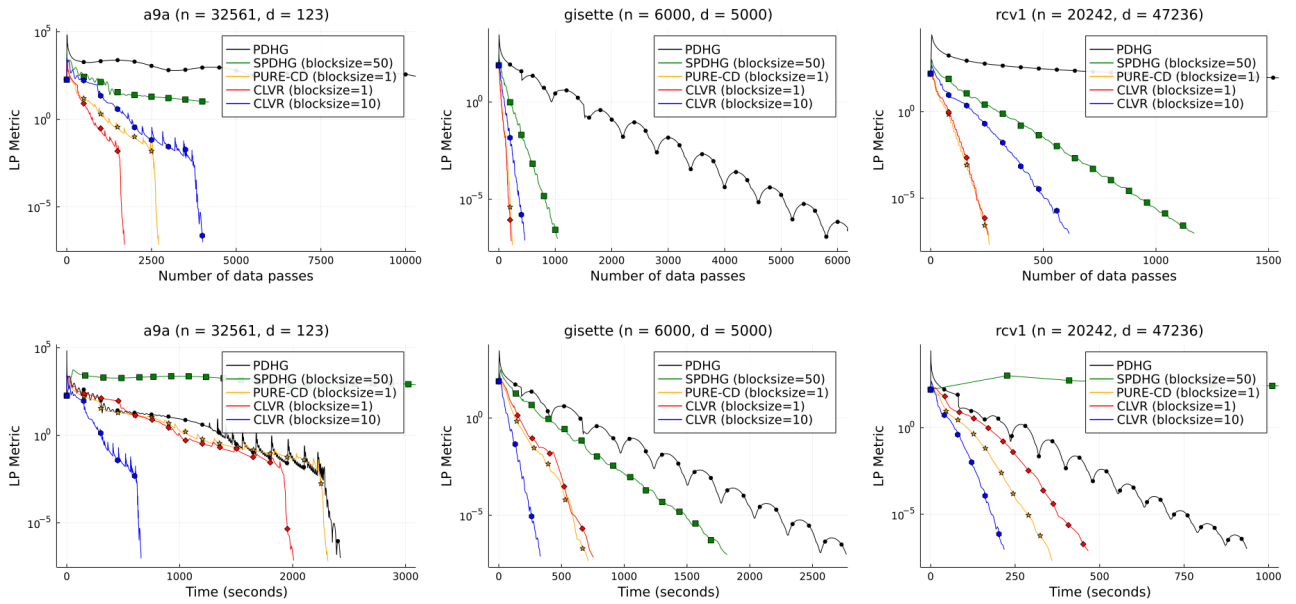 a9a (n = 32561, d = 123)
10^5
10^0
10^-5
LP Metric
PDHG
SPDHG (blocksize=50)
PURE-CD (blocksize=1)
CLVR (blocksize=1)
CLVR (blocksize=10)
0 2500 5000 7500 10000
Number of data passes
gisette (n = 6000, d = 5000)
10^0
10^-5
LP Metric
PDHG
SPDHG (blocksize=50)
PURE-CD (blocksize=1)
CLVR (blocksize=1)
CLVR (blocksize=10)
0 1000 2000 3000 4000 5000 6000
Number of data passes
rcv1 (n = 20242, d = 47236)
10^0
10^-5
LP Metric
PDHG
SPDHG (blocksize=50)
PURE-CD (blocksize=1)
CLVR (blocksize=1)
CLVR (blocksize=10)
0 500 1000 1500
Number of data passes
a9a (n = 32561, d = 123)
10^5
10^0
10^-5
LP Metric
PDHG
SPDHG (blocksize=50)
PURE-CD (blocksize=1)
CLVR (blocksize=1)
CLVR (blocksize=10)
0 1000 2000 3000
Time (seconds)
gisette (n = 6000, d = 5000)
10^0
10^-5
LP Metric
PDHG
SPDHG (blocksize=50)
PURE-CD (blocksize=1)
CLVR (blocksize=1)
CLVR (blocksize=10)
0 500 1000 1500 2000 2500
Time (seconds)
rcv1 (n = 20242, d = 47236)
10^0
10^-5
LP Metric
PDHG
SPDHG (blocksize=50)
PURE-CD (blocksize=1)
CLVR (blocksize=1)
CLVR (blocksize=10)
0 250 500 750 1000
Time (seconds)